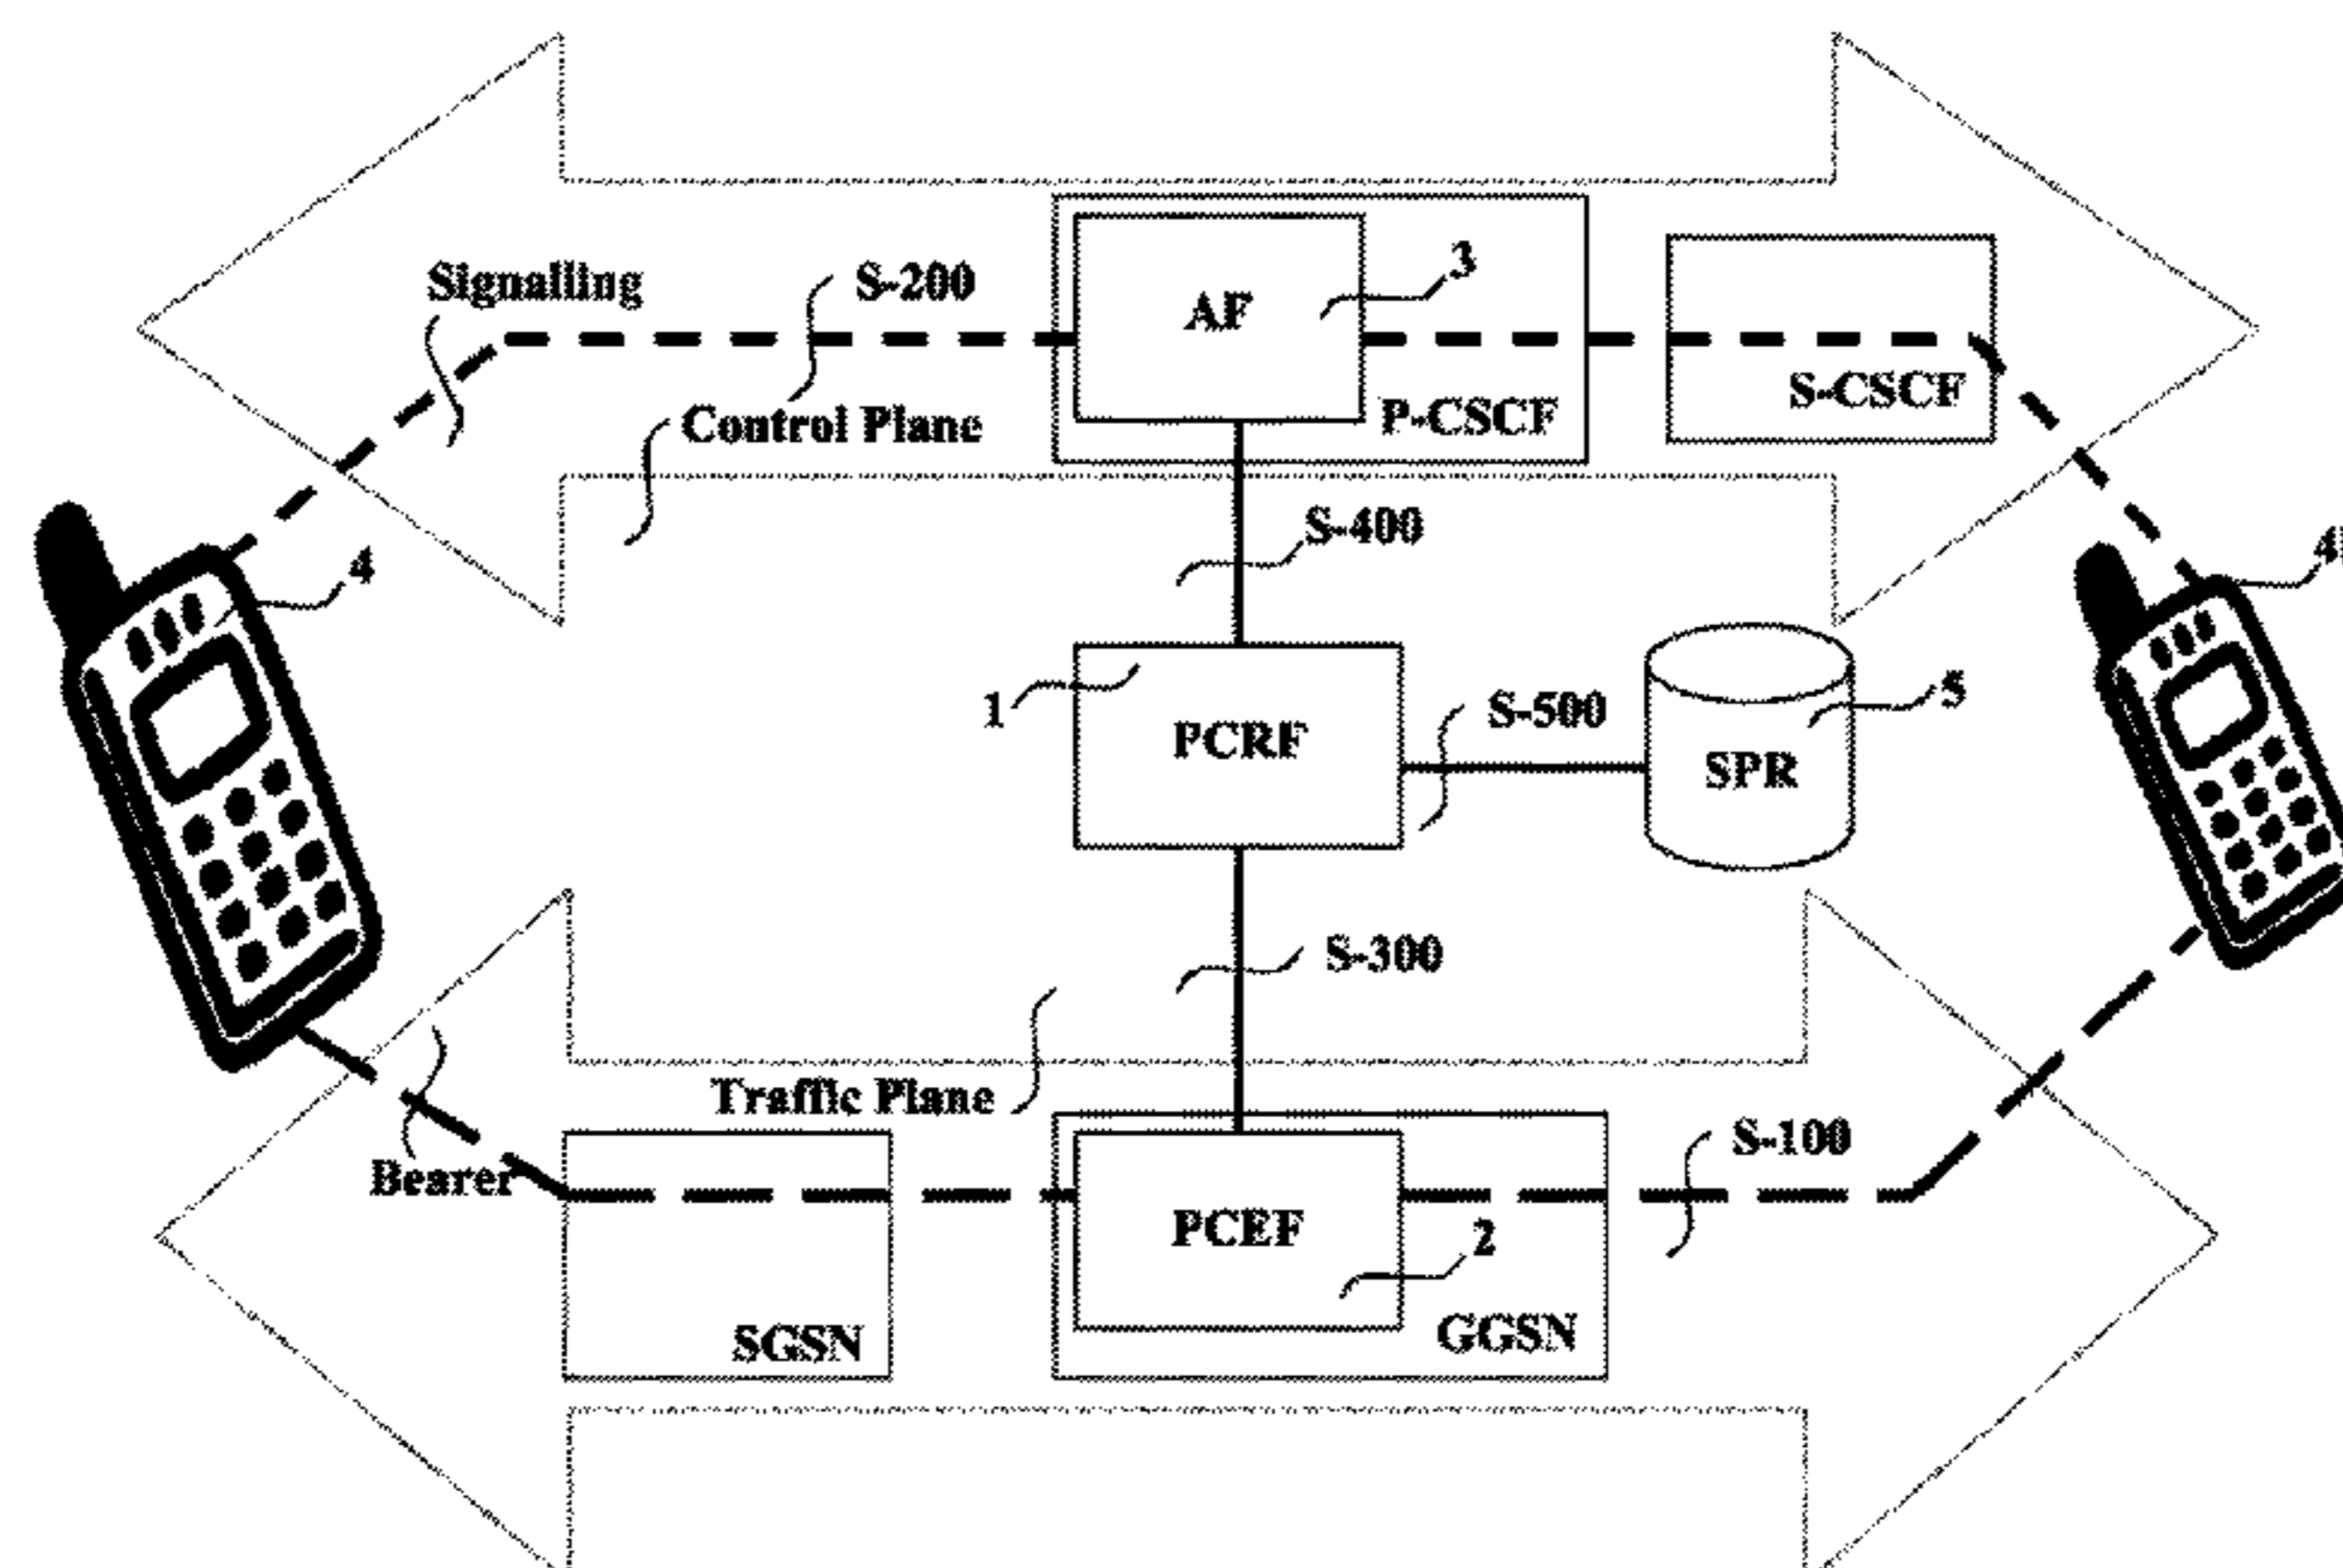 Signalling
S-200
AF
3
P-CSCF
S-CSCF
Control Plane
S-400
4
1
PCRF
S-500
SPR
5
S-300
Traffic Plane
Bearer
SGSN
PCEF
2
GGSN
S-100